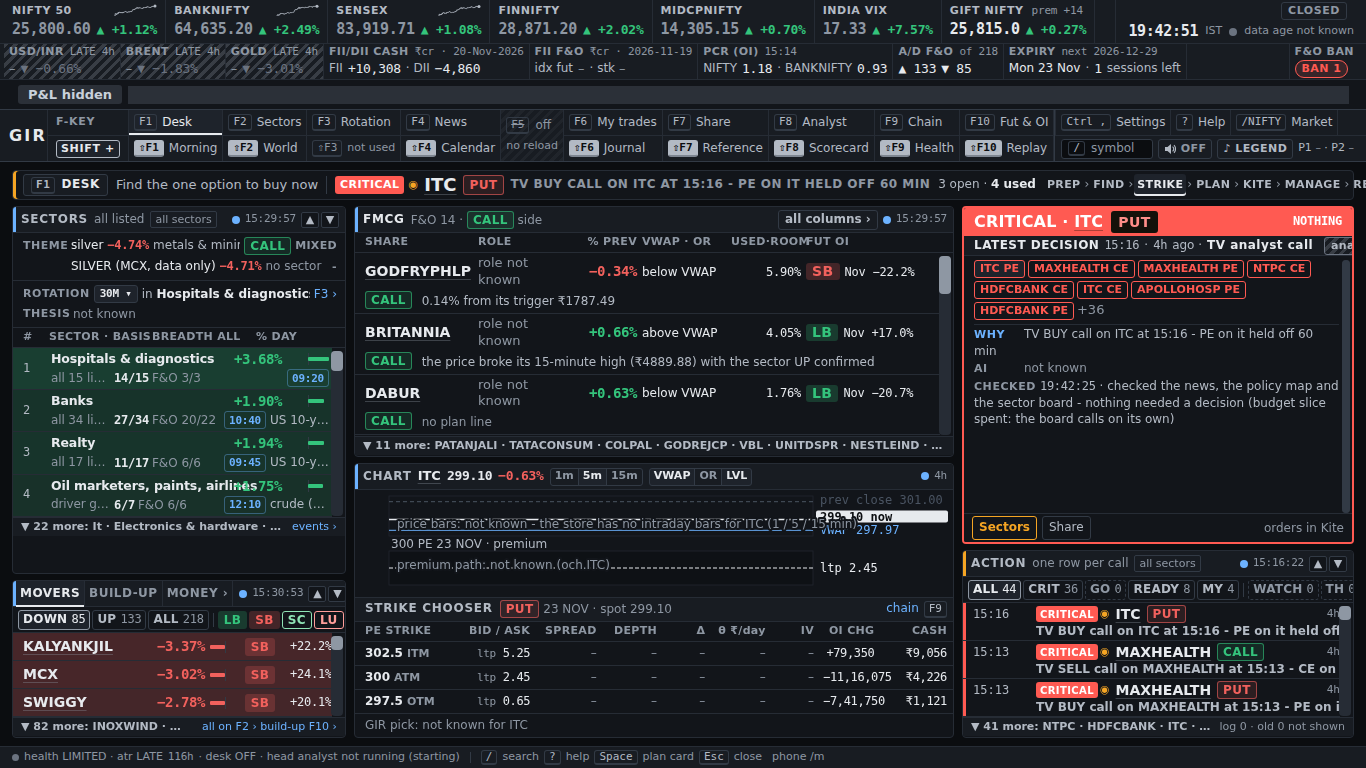 NIFTY 50 BANKNIFTY SENSEX FINNIFTY MIDCPNIFTY INDIA VIX GIFT NIFTY prem +14 CLOSED
25,800.60 ▲ +1.12% 64,635.20 ▲ +2.49% 83,919.71 ▲ +1.08% 28,871.20 ▲ +2.02% 14,305.15 ▲ +0.70% 17.33 ▲ +7.57% 25,815.0 ▲ +0.27% 19:42:51 IST data age not known
USD/INR LATE 4h BRENT LATE 4h GOLD LATE 4h FII/DII CASH ₹cr · 20-Nov-2026 FII F&O ₹cr · 2026-11-19 PCR (OI) 15:14 A/D F&O of 218 EXPIRY next 2026-12-29 F&O BAN
– ▼ −0.66% – ▼ −1.83% – ▼ −3.01% FII +10,308 · DII −4,860 idx fut – · stk – NIFTY 1.18 · BANKNIFTY 0.93 ▲ 133 ▼ 85 Mon 23 Nov · 1 sessions left BAN 1
P&L hidden
GIR F-KEY F1 Desk F2 Sectors F3 Rotation F4 News F5 off F6 My trades F7 Share F8 Analyst F9 Chain F10 Fut & OI Ctrl , Settings ? Help /NIFTY Market
SHIFT + ⇧F1 Morning ⇧F2 World ⇧F3 not used ⇧F4 Calendar no reload ⇧F6 Journal ⇧F7 Reference ⇧F8 Scorecard ⇧F9 Health ⇧F10 Replay / symbol OFF ♪ LEGEND P1 – · P2 –
F1 DESK Find the one option to buy now CRITICAL ◉ ITC PUT TV BUY CALL ON ITC AT 15:16 - PE ON IT HELD OFF 60 MIN 3 open · 4 used PREP › FIND › STRIKE › PLAN › KITE › MANAGE › RE
SECTORS all listed all sectors 15:29:57 ▲ ▼
THEME silver −4.74% metals & minin CALL MIXED
SILVER (MCX, data only) −4.71% no sector -
ROTATION 30M ▾ in Hospitals & diagnostics F3 ›
THESIS not known
# SECTOR · BASIS BREADTH ALL % DAY
1 Hospitals & diagnostics +3.68%
all 15 li… 14/15 F&O 3/3 09:20
2 Banks +1.90%
all 34 li… 27/34 F&O 20/22 10:40 US 10-y…
3 Realty +1.94%
all 17 li… 11/17 F&O 6/6 09:45 US 10-y…
4 Oil marketers, paints, airlines +1.75%
driver g… 6/7 F&O 6/6 12:10 crude (…
▼ 22 more: It · Electronics & hardware · … events ›
MOVERS BUILD-UP MONEY › 15:30:53 ▲ ▼
DOWN 85 UP 133 ALL 218 LB SB SC LU
KALYANKJIL −3.37% SB +22.2%
MCX −3.02% SB +24.1%
SWIGGY −2.78% SB +20.1%
▼ 82 more: INOXWIND · … all on F2 › build-up F10 ›
FMCG F&O 14 · CALL side all columns › 15:29:57
SHARE ROLE % PREV VWAP · OR USED·ROOM FUT OI
GODFRYPHLP role not known −0.34% below VWAP 5.90% SB Nov −22.2%
CALL 0.14% from its trigger ₹1787.49
BRITANNIA role not known +0.66% above VWAP 4.05% LB Nov +17.0%
CALL the price broke its 15-minute high (₹4889.88) with the sector UP confirmed
DABUR role not known +0.63% below VWAP 1.76% LB Nov −20.7%
CALL no plan line
▼ 11 more: PATANJALI · TATACONSUM · COLPAL · GODREJCP · VBL · UNITDSPR · NESTLEIND · …
CHART ITC 299.10 −0.63% 1m 5m 15m VWAP OR LVL 4h
prev close 301.00
299.10 now
price bars: not known - the store has no intraday bars for ITC (1 / 5 / 15 min)
VWAP 297.97
300 PE 23 NOV · premium
premium path: not known (och.ITC)
ltp 2.45
STRIKE CHOOSER PUT 23 NOV · spot 299.10 chain F9
PE STRIKE BID / ASK SPREAD DEPTH Δ θ ₹/day IV OI CHG CASH
302.5 ITM ltp 5.25 – – – – – +79,350 ₹9,056
300 ATM ltp 2.45 – – – – – −11,16,075 ₹4,226
297.5 OTM ltp 0.65 – – – – – −7,41,750 ₹1,121
GIR pick: not known for ITC
CRITICAL · ITC PUT NOTHING
LATEST DECISION 15:16 · 4h ago · TV analyst call ana
ITC PE MAXHEALTH CE MAXHEALTH PE NTPC CE
HDFCBANK CE ITC CE APOLLOHOSP PE
HDFCBANK PE +36
WHY TV BUY call on ITC at 15:16 - PE on it held off 60
min
AI not known
CHECKED 19:42:25 · checked the news, the policy map and
the sector board - nothing needed a decision (budget slice
spent: the board calls on its own)
Sectors Share orders in Kite
ACTION one row per call all sectors 15:16:22 ▲ ▼
ALL 44 CRIT 36 GO 0 READY 8 MY 4 WATCH 0 TH 0
15:16 CRITICAL ◉ ITC PUT 4h
TV BUY call on ITC at 15:16 - PE on it held off
15:13 CRITICAL ◉ MAXHEALTH CALL 4h
TV SELL call on MAXHEALTH at 15:13 - CE on
15:13 CRITICAL ◉ MAXHEALTH PUT 4h
TV BUY call on MAXHEALTH at 15:13 - PE on i
▼ 41 more: NTPC · HDFCBANK · ITC · … log 0 · old 0 not shown
health LIMITED · atr LATE 116h · desk OFF · head analyst not running (starting) / search ? help Space plan card Esc close phone /m